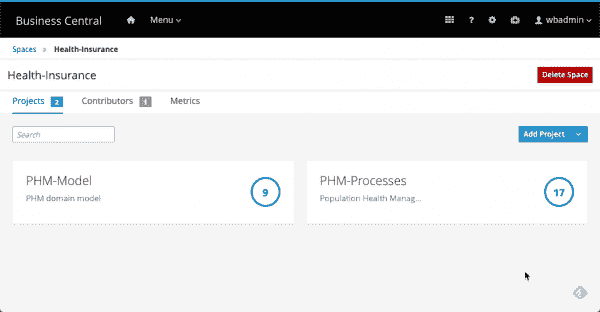 Business Central Menu ? wbadmin
Spaces » Health-Insurance
Health-Insurance Delete Space
Projects 2 Contributors 1 Metrics
Search Add Project
PHM-Model 9
PHM domain model
PHM-Processes 17
Population Health Manag...